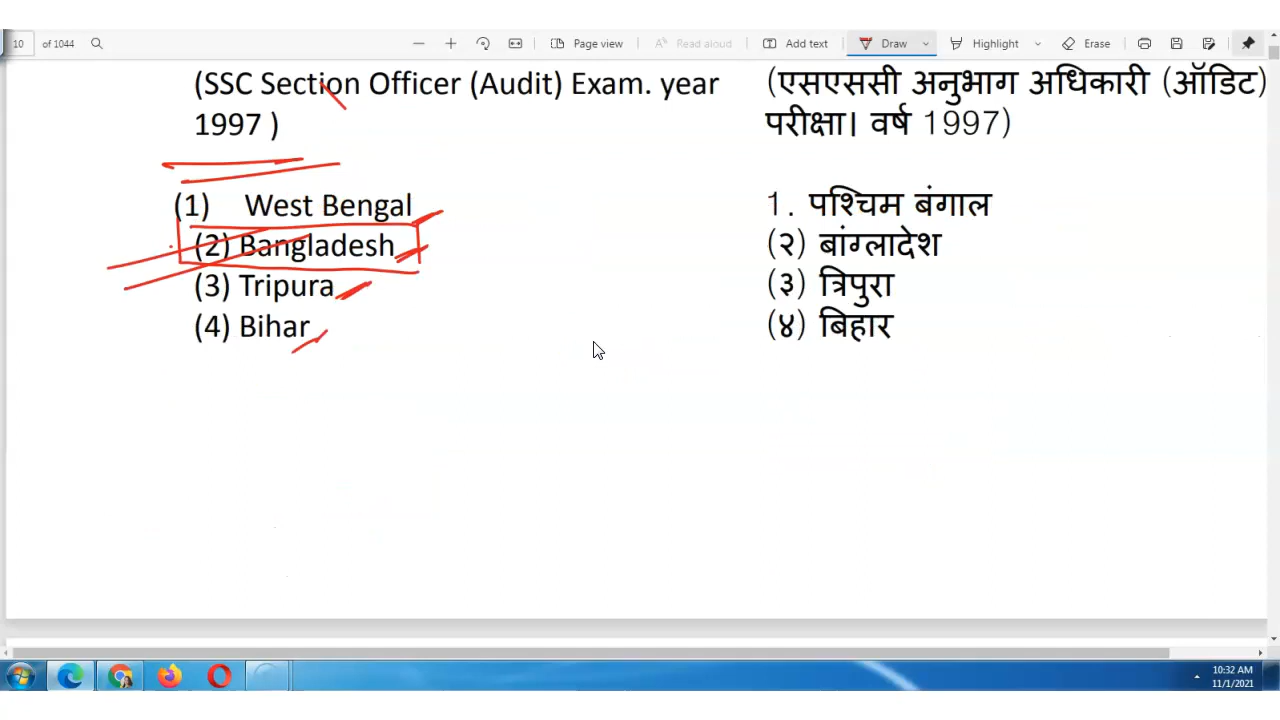 10 of 1044
Page view
Read aloud
Add text
Draw
Highlight
Erase
(SSC Section Officer (Audit) Exam. year
1997 )
(1) West Bengal
(2) Bangladesh
(3) Tripura
(4) Bihar
(एसएससी अनुभाग अधिकारी (ऑडिट)
परीक्षा। वर्ष 1997)
1. पश्चिम बंगाल
(२) बांग्लादेश
(३) त्रिपुरा
(४) बिहार
10:32 AM
11/1/2021